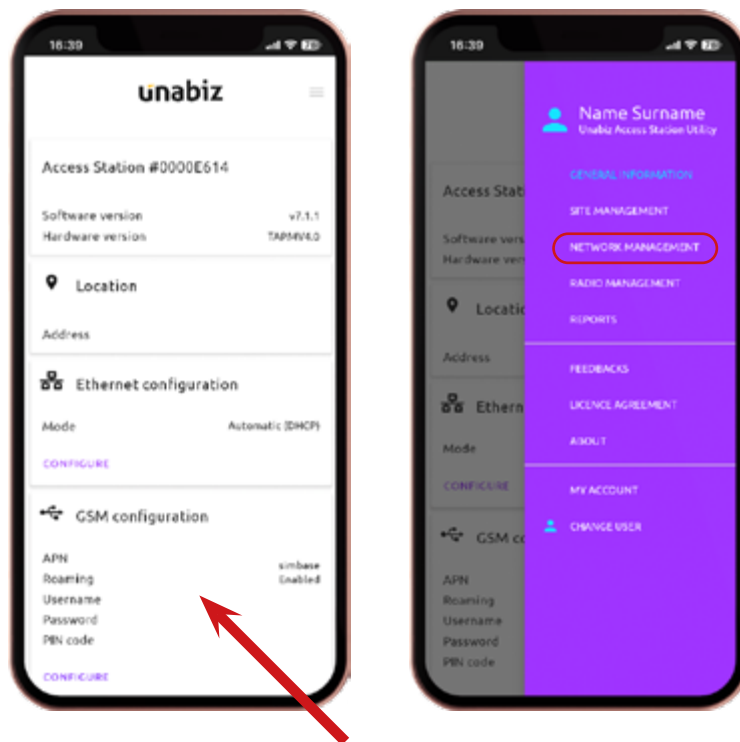 16:39
unabiz
Access Station #0000E614
Software version v7.1.1
Hardware version TAPMV4.0
Location
Address
Ethernet configuration
Mode Automatic (DHCP)
CONFIGURE
GSM configuration
APN simbase
Roaming Enabled
Username
Password
PIN code
CONFIGURE
16:39
Name Surname
Unabiz Access Station Utility
GENERAL INFORMATION
SITE MANAGEMENT
NETWORK MANAGEMENT
RADIO MANAGEMENT
REPORTS
FEEDBACKS
LICENCE AGREEMENT
ABOUT
MY ACCOUNT
CHANGE USER
Access Stati
Software vers
Hardware ver
Locatio
Address
Ethern
Mode
CONFIGURE
GSM co
APN
Roaming
Username
Password
PIN code